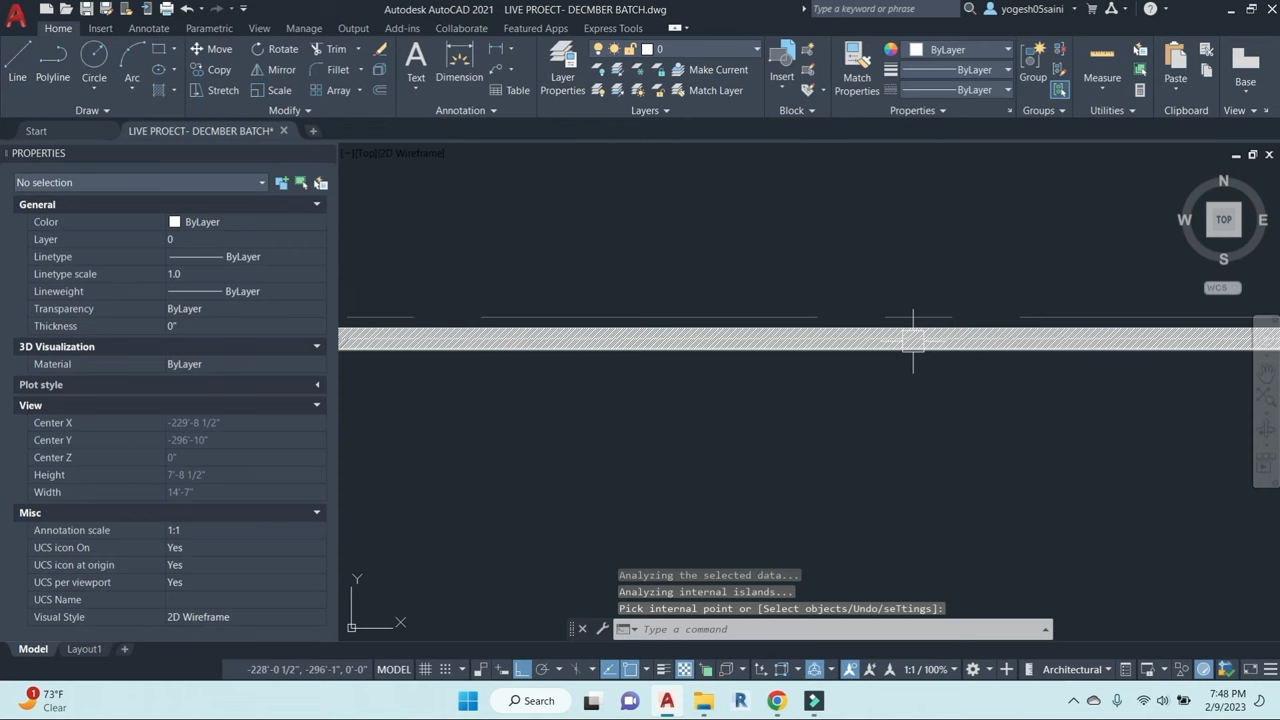 Autodesk AutoCAD 2021 LIVE PROECT- DECMBER BATCH.dwg
Type a keyword or phrase
yogesh05saini
Home Insert Annotate Parametric View Manage Output Add-ins Collaborate Featured Apps Express Tools
Line Polyline Circle Arc
Move Rotate Trim
Copy Mirror Fillet
Stretch Scale Array
Text Dimension Table
Layer Properties
0
Make Current
Match Layer
Insert
Match Properties
ByLayer
ByLayer
ByLayer
Group Measure Paste Base
Draw Modify Annotation Layers Block Properties Groups Utilities Clipboard View
Start LIVE PROECT- DECMBER BATCH*
PROPERTIES
[−][Top][2D Wireframe]
No selection
General
Color ByLayer
Layer 0
Linetype ByLayer
Linetype scale 1.0
Lineweight ByLayer
Transparency ByLayer
Thickness 0"
3D Visualization
Material ByLayer
Plot style
View
Center X -229'-8 1/2"
Center Y -296'-10"
Center Z 0"
Height 7'-8 1/2"
Width 14'-7"
Misc
Annotation scale 1:1
UCS icon On Yes
UCS icon at origin Yes
UCS per viewport Yes
UCS Name
Visual Style 2D Wireframe
N
W TOP E
S
WCS
Y
X
Analyzing the selected data...
Analyzing internal islands...
Pick internal point or [Select objects/Undo/seTtings]:
Type a command
Model Layout1
-228'-0 1/2", -296'-1", 0'-0" MODEL 1:1 / 100% Architectural
1
73°F
Clear
Search
7:48 PM
2/9/2023